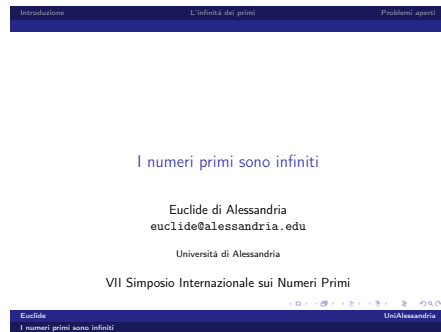 Introduzione L'infinità dei primi Problemi aperti
I numeri primi sono infiniti
Euclide di Alessandria
euclide@alessandria.edu
Università di Alessandria
VII Simposio Internazionale sui Numeri Primi
Euclide UniAlessandria
I numeri primi sono infiniti